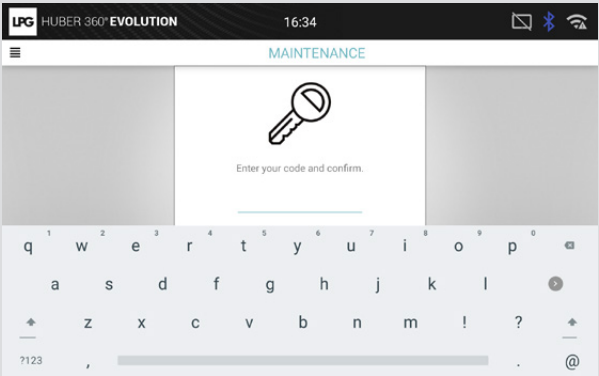 LPG HUBER 360°EVOLUTION 16:34
MAINTENANCE
Enter your code and confirm.
1 2 3 4 5 6 7 8 9 0
q w e r t y u i o p
a s d f g h j k l
z x c v b n m ! ?
?123 , . @